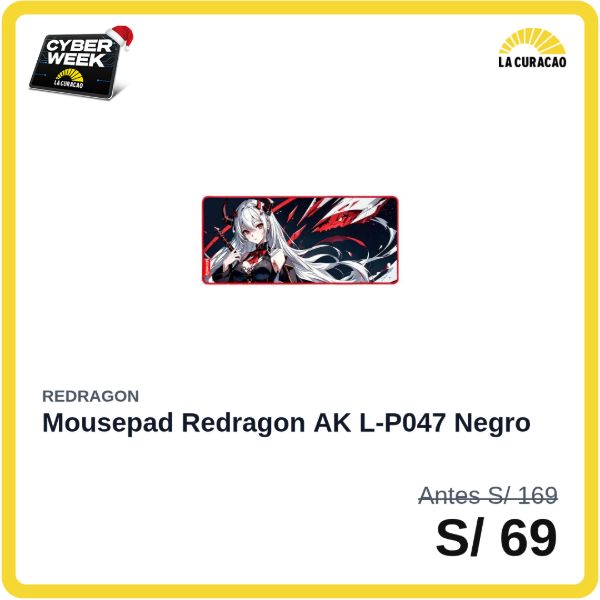 CYBER
WEEK
LA CURACAO
LA CURACAO
REDRAGON
Mousepad Redragon AK L-P047 Negro
Antes S/ 169
S/ 69